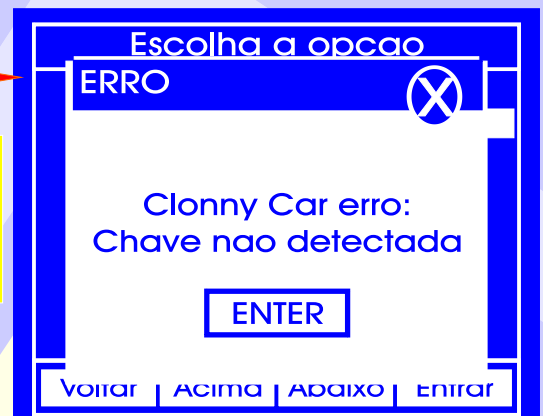 Escolha a opcao
ERRO
X
Clonny Car erro:
Chave nao detectada
ENTER
Voltar Acima Abaixo Entrar